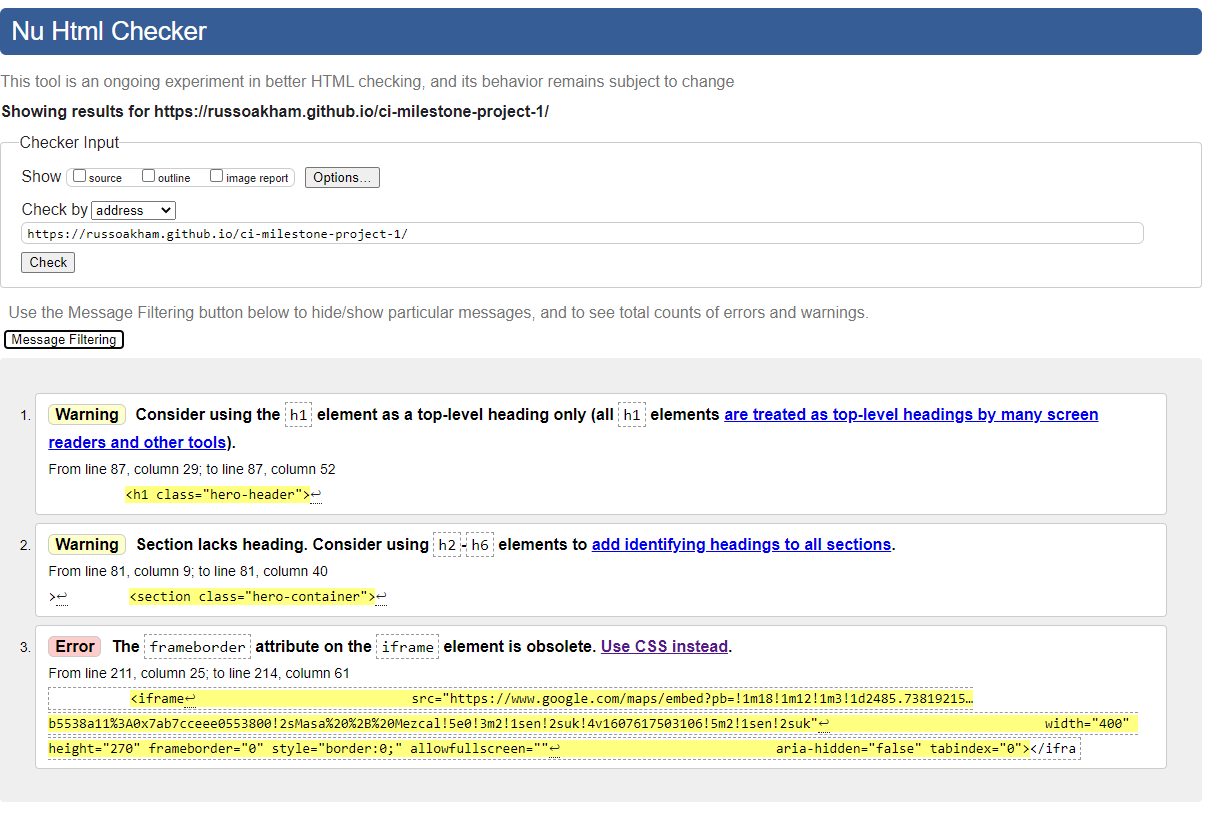 Nu Html Checker
This tool is an ongoing experiment in better HTML checking, and its behavior remains subject to change
Showing results for https://russoakham.github.io/ci-milestone-project-1/
Checker Input
Show source outline image report Options...
Check by address
https://russoakham.github.io/ci-milestone-project-1/
Check
Use the Message Filtering button below to hide/show particular messages, and to see total counts of errors and warnings.
Message Filtering
1. Warning Consider using the h1 element as a top-level heading only (all h1 elements are treated as top-level headings by many screen
readers and other tools).
From line 87, column 29; to line 87, column 52
<h1 class="hero-header">↩
2. Warning Section lacks heading. Consider using h2-h6 elements to add identifying headings to all sections.
From line 81, column 9; to line 81, column 40
>↩ <section class="hero-container">↩
3. Error The frameborder attribute on the iframe element is obsolete. Use CSS instead.
From line 211, column 25; to line 214, column 61
<iframe↩ src="https://www.google.com/maps/embed?pb=!1m18!1m12!1m3!1d2485.73819215…
b5538a11%3A0x7ab7cceee0553800!2sMasa%20%2B%20Mezcal!5e0!3m2!1sen!2suk!4v1607617503106!5m2!1sen!2suk"↩ width="400"
height="270" frameborder="0" style="border:0;" allowfullscreen=""↩ aria-hidden="false" tabindex="0"></ifra